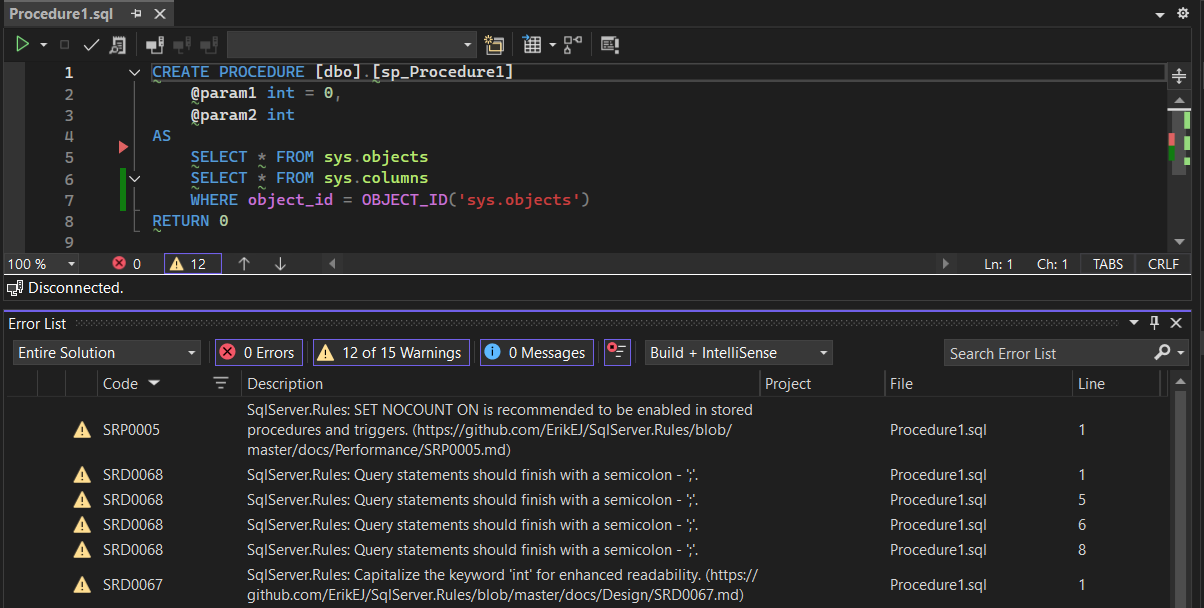 Procedure1.sql
1 CREATE PROCEDURE [dbo].[sp_Procedure1]
2 @param1 int = 0,
3 @param2 int
4 AS
5 SELECT * FROM sys.objects
6 SELECT * FROM sys.columns
7 WHERE object_id = OBJECT_ID('sys.objects')
8 RETURN 0
9
100 % 0 12 Ln: 1 Ch: 1 TABS CRLF
Disconnected.
Error List
Entire Solution 0 Errors 12 of 15 Warnings 0 Messages Build + IntelliSense Search Error List
Code Description Project File Line
SqlServer.Rules: SET NOCOUNT ON is recommended to be enabled in stored
SRP0005 procedures and triggers. (https://github.com/ErikEJ/SqlServer.Rules/blob/ Procedure1.sql 1
master/docs/Performance/SRP0005.md)
SRD0068 SqlServer.Rules: Query statements should finish with a semicolon - ';'. Procedure1.sql 1
SRD0068 SqlServer.Rules: Query statements should finish with a semicolon - ';'. Procedure1.sql 5
SRD0068 SqlServer.Rules: Query statements should finish with a semicolon - ';'. Procedure1.sql 6
SRD0068 SqlServer.Rules: Query statements should finish with a semicolon - ';'. Procedure1.sql 8
SqlServer.Rules: Capitalize the keyword 'int' for enhanced readability. (https://
SRD0067 github.com/ErikEJ/SqlServer.Rules/blob/master/docs/Design/SRD0067.md) Procedure1.sql 1